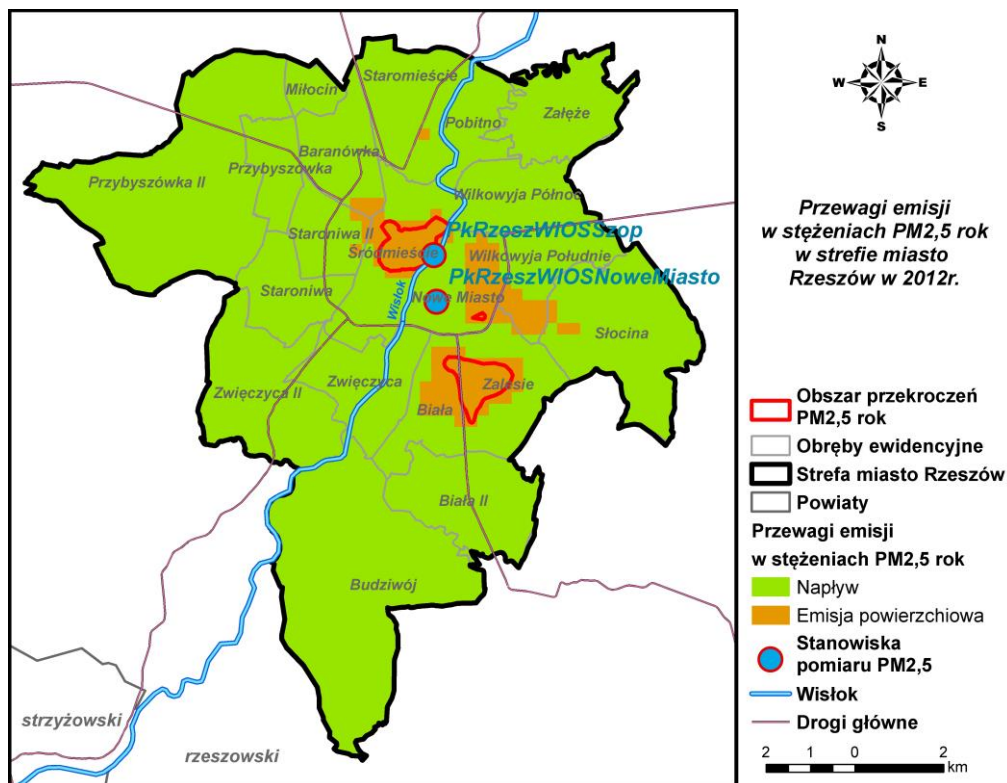 Staromieście
Miłocin
Pobitno
Załęże
Baranówka
Przybyszówka
Przybyszówka II
Wilkowyja Północ
Staroniwa II
PkRzeszWIOSSzop
Śródmieście
Wilkowyja Południe
PkRzeszWIOSNoweMiasto
Staroniwa
Nowe Miasto
Wisłok
Słocina
Zwięczyca
Zwięczyca II
Zalesie
Biała
Biała II
Budziwój
strzyżowski
rzeszowski
N
W E
S
Przewagi emisji
w stężeniach PM2,5 rok
w strefie miasto
Rzeszów w 2012r.
Obszar przekroczeń
PM2,5 rok
Obręby ewidencyjne
Strefa miasto Rzeszów
Powiaty
Przewagi emisji
w stężeniach PM2,5 rok
Napływ
Emisja powierzchiowa
Stanowiska
pomiaru PM2,5
Wisłok
Drogi główne
2 1 0 2
km